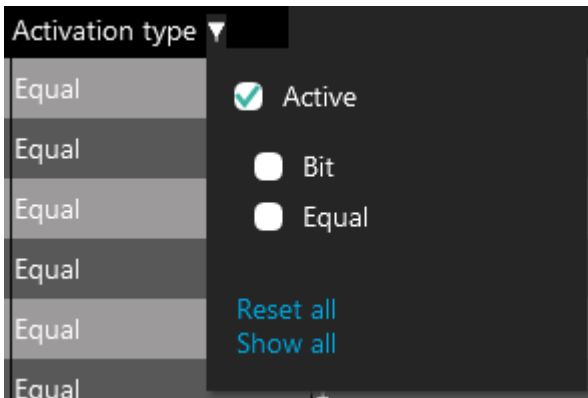 Activation type
Equal
Equal
Equal
Equal
Equal
Equal
Active
Bit
Equal
Reset all
Show all